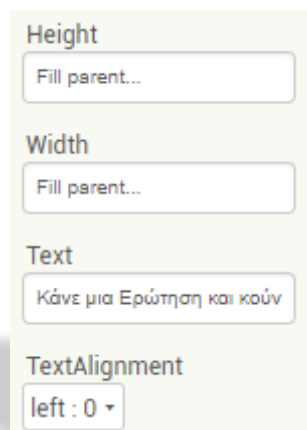 Height
Fill parent...
Width
Fill parent...
Text
Κάνε μια Ερώτηση και κούν
TextAlignment
left : 0